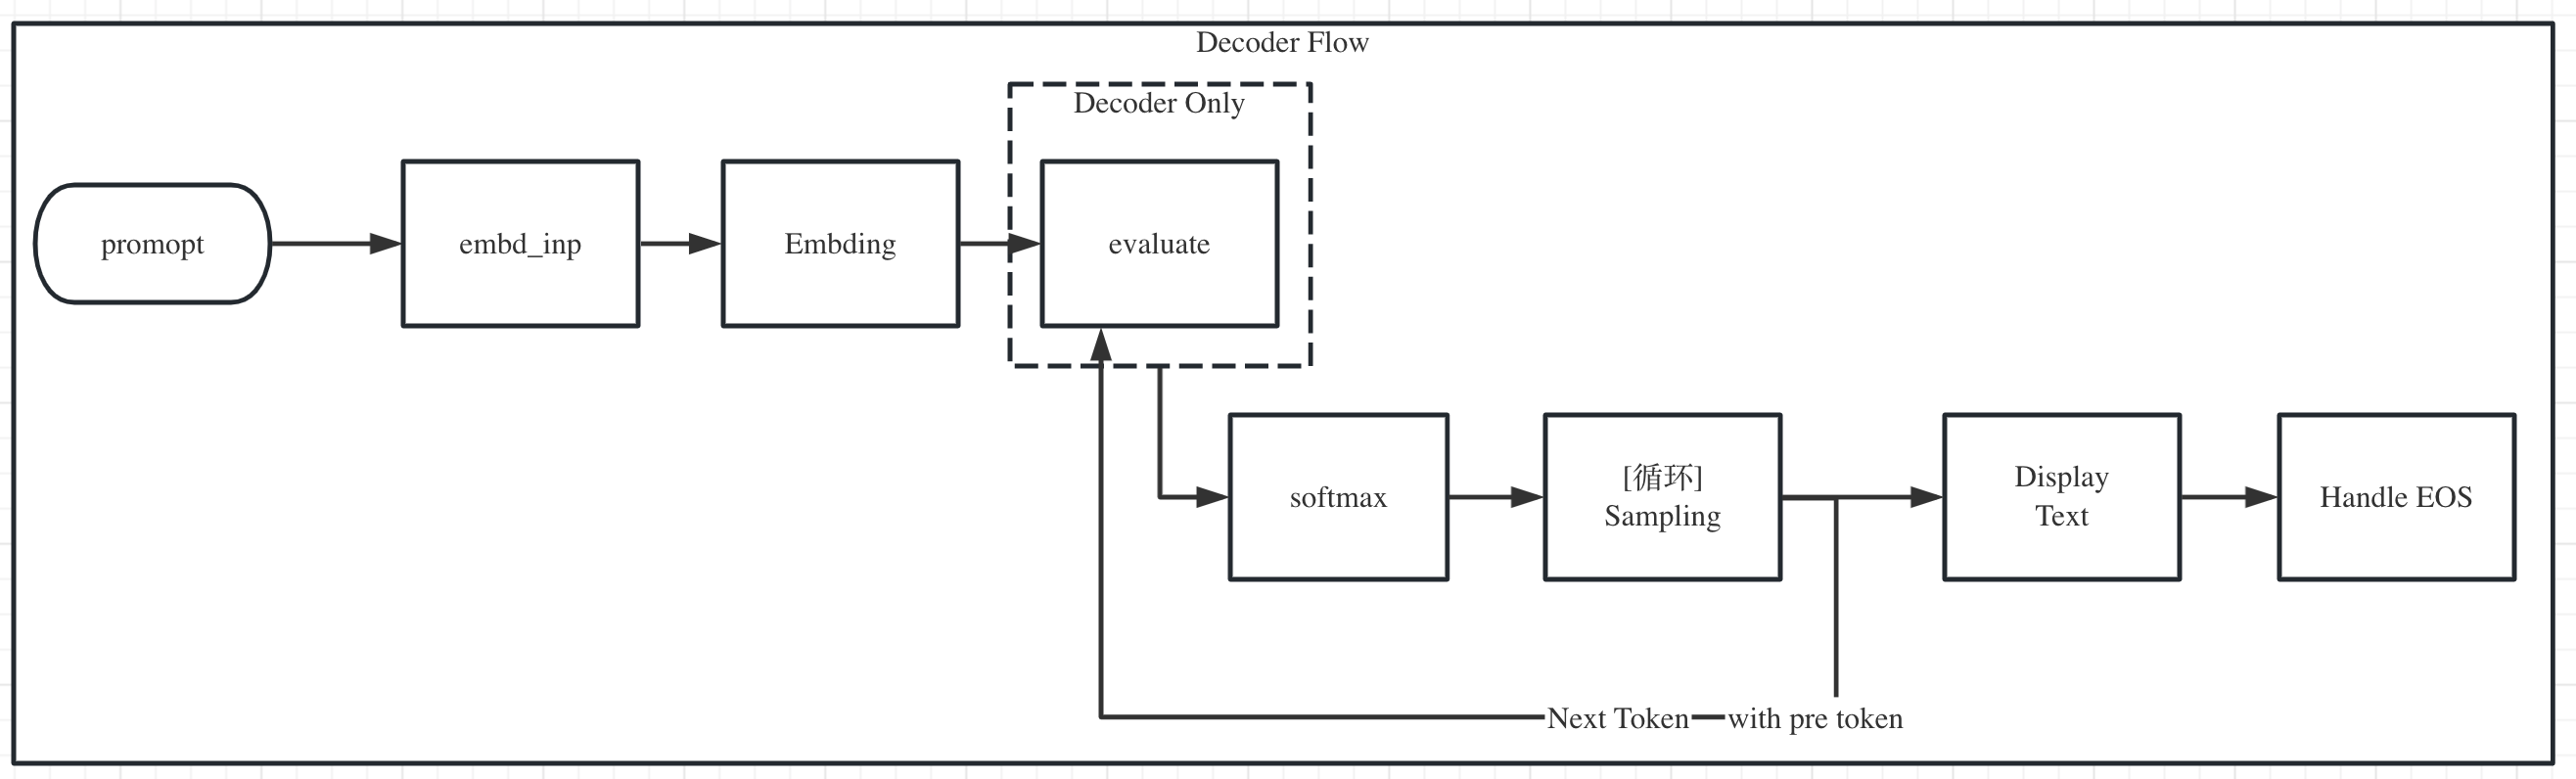 Decoder Flow
Decoder Only
promopt
embd_inp
Embding
evaluate
softmax
[循环]
Sampling
Display
Text
Handle EOS
Next Token
with pre token